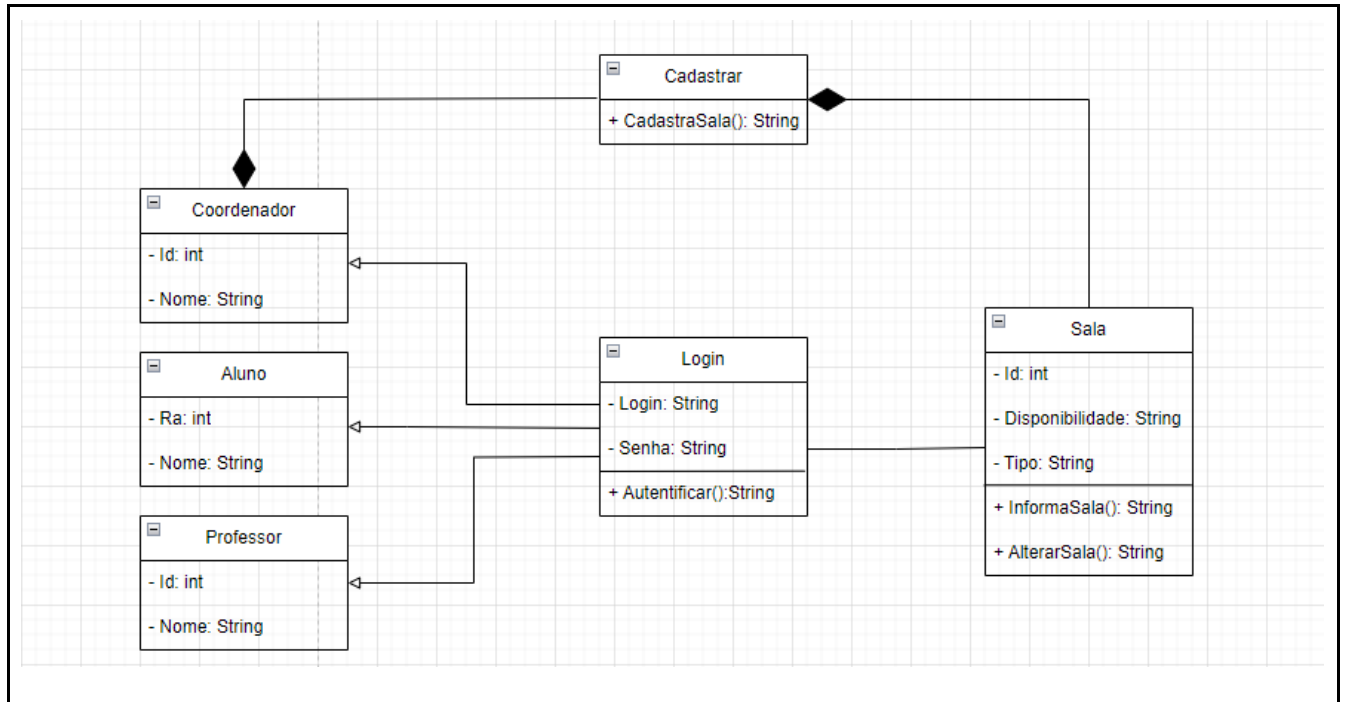 Cadastrar
+ CadastraSala(): String
Coordenador
- Id: int
- Nome: String
Aluno
- Ra: int
- Nome: String
Professor
- Id: int
- Nome: String
Login
- Login: String
- Senha: String
+ Autentificar():String
Sala
- Id: int
- Disponibilidade: String
- Tipo: String
+ InformaSala(): String
+ AlterarSala(): String